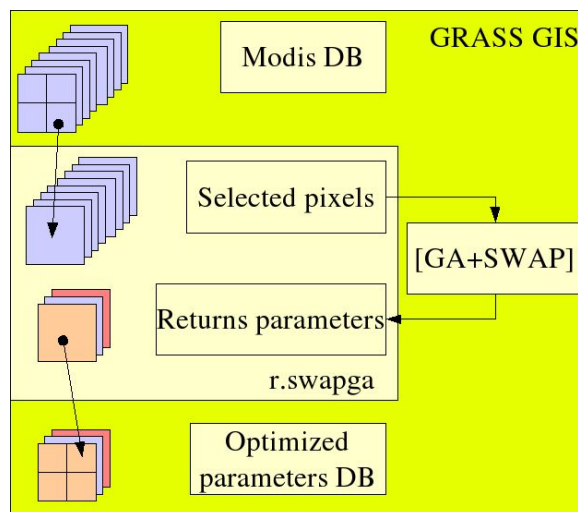 GRASS GIS
Modis DB
Selected pixels
[GA+SWAP]
Returns parameters
r.swapga
Optimized
parameters DB